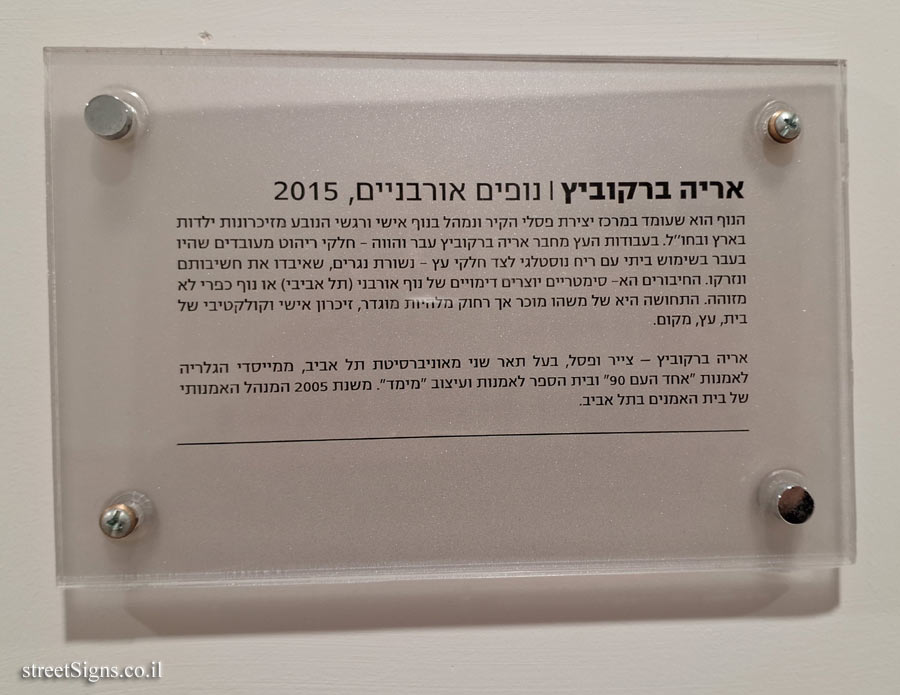 אריה ברקוביץ | נופים אורבניים, 2015
הנוף הוא שעומד במרכז יצירת פסלי הקיר ונמהל בנוף אישי ורגשי הנובע מזיכרונות ילדות
בארץ ובחו"ל. בעבודות העץ מחבר אריה ברקוביץ עבר והווה – חלקי ריהוט מעובדים שהיו
בעבר בשימוש ביתי עם ריח נוסטלגי לצד חלקי עץ – נשורת נגרים, שאיבדו את חשיבותם
ונזרקו. החיבורים הא– סימטריים יוצרים דימויים של נוף אורבני (תל אביבי) או נוף כפרי לא
מזוהה. התחושה היא של משהו מוכר אך רחוק מלהיות מוגדר, זיכרון אישי וקולקטיבי של
בית, עץ, מקום.
אריה ברקוביץ – צייר ופסל, בעל תאר שני מאוניברסיטת תל אביב, ממייסדי הגלריה
לאמנות "אחד העם 90" ובית הספר לאמנות ועיצוב "מימד". משנת 2005 המנהל האמנותי
של בית האמנים בתל אביב.
streetSigns.co.il